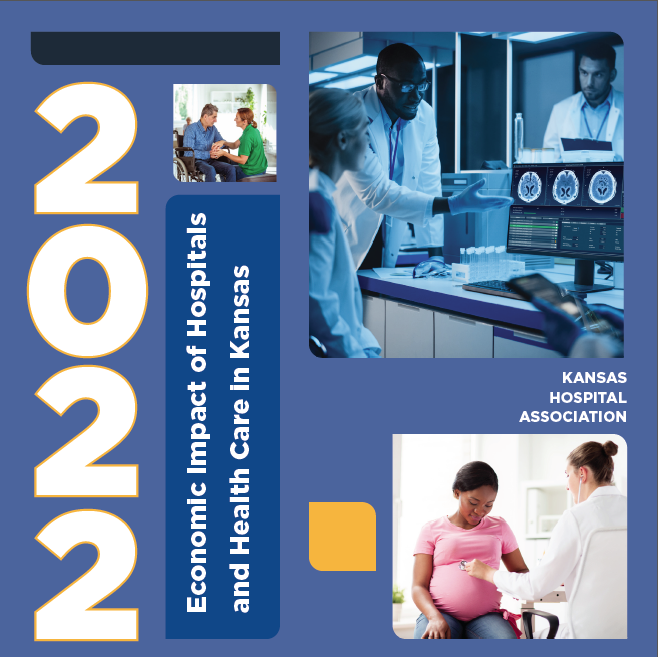 2022
Economic Impact of Hospitals
and Health Care in Kansas
KANSAS
HOSPITAL
ASSOCIATION